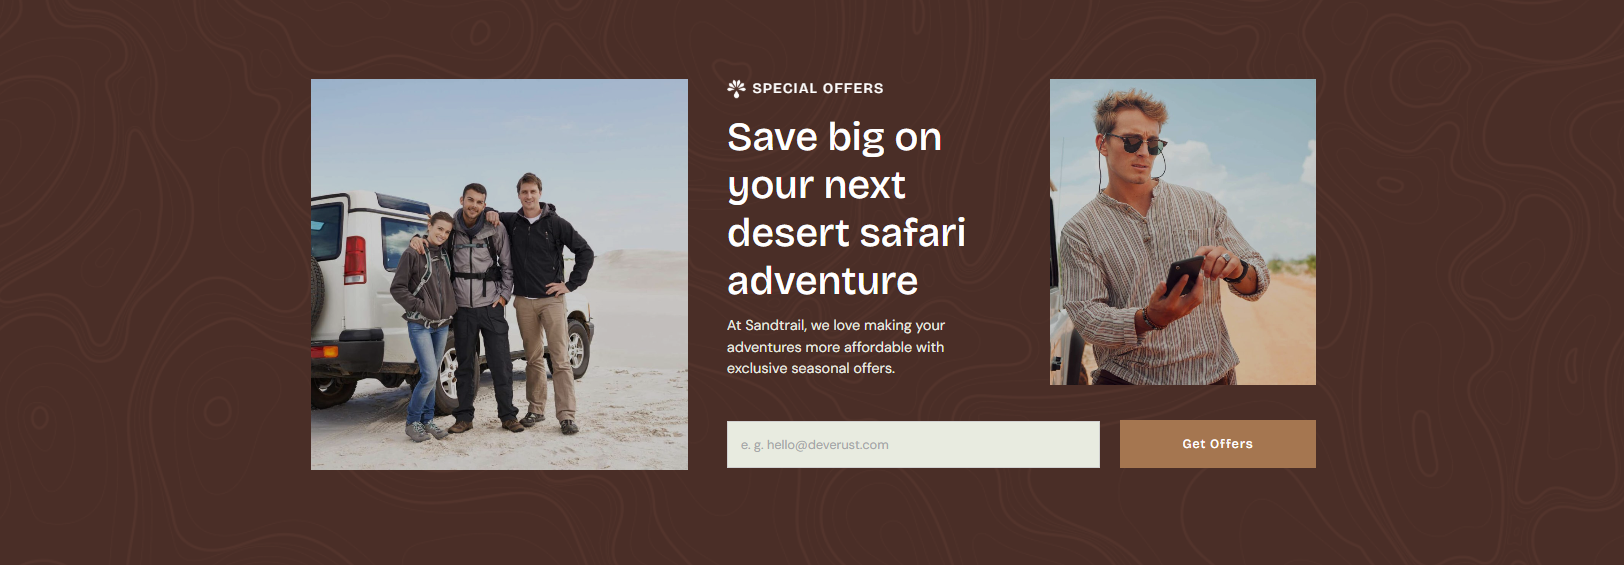 SPECIAL OFFERS
Save big on
your next
desert safari
adventure
At Sandtrail, we love making your
adventures more affordable with
exclusive seasonal offers.
e. g. hello@deverust.com
Get Offers